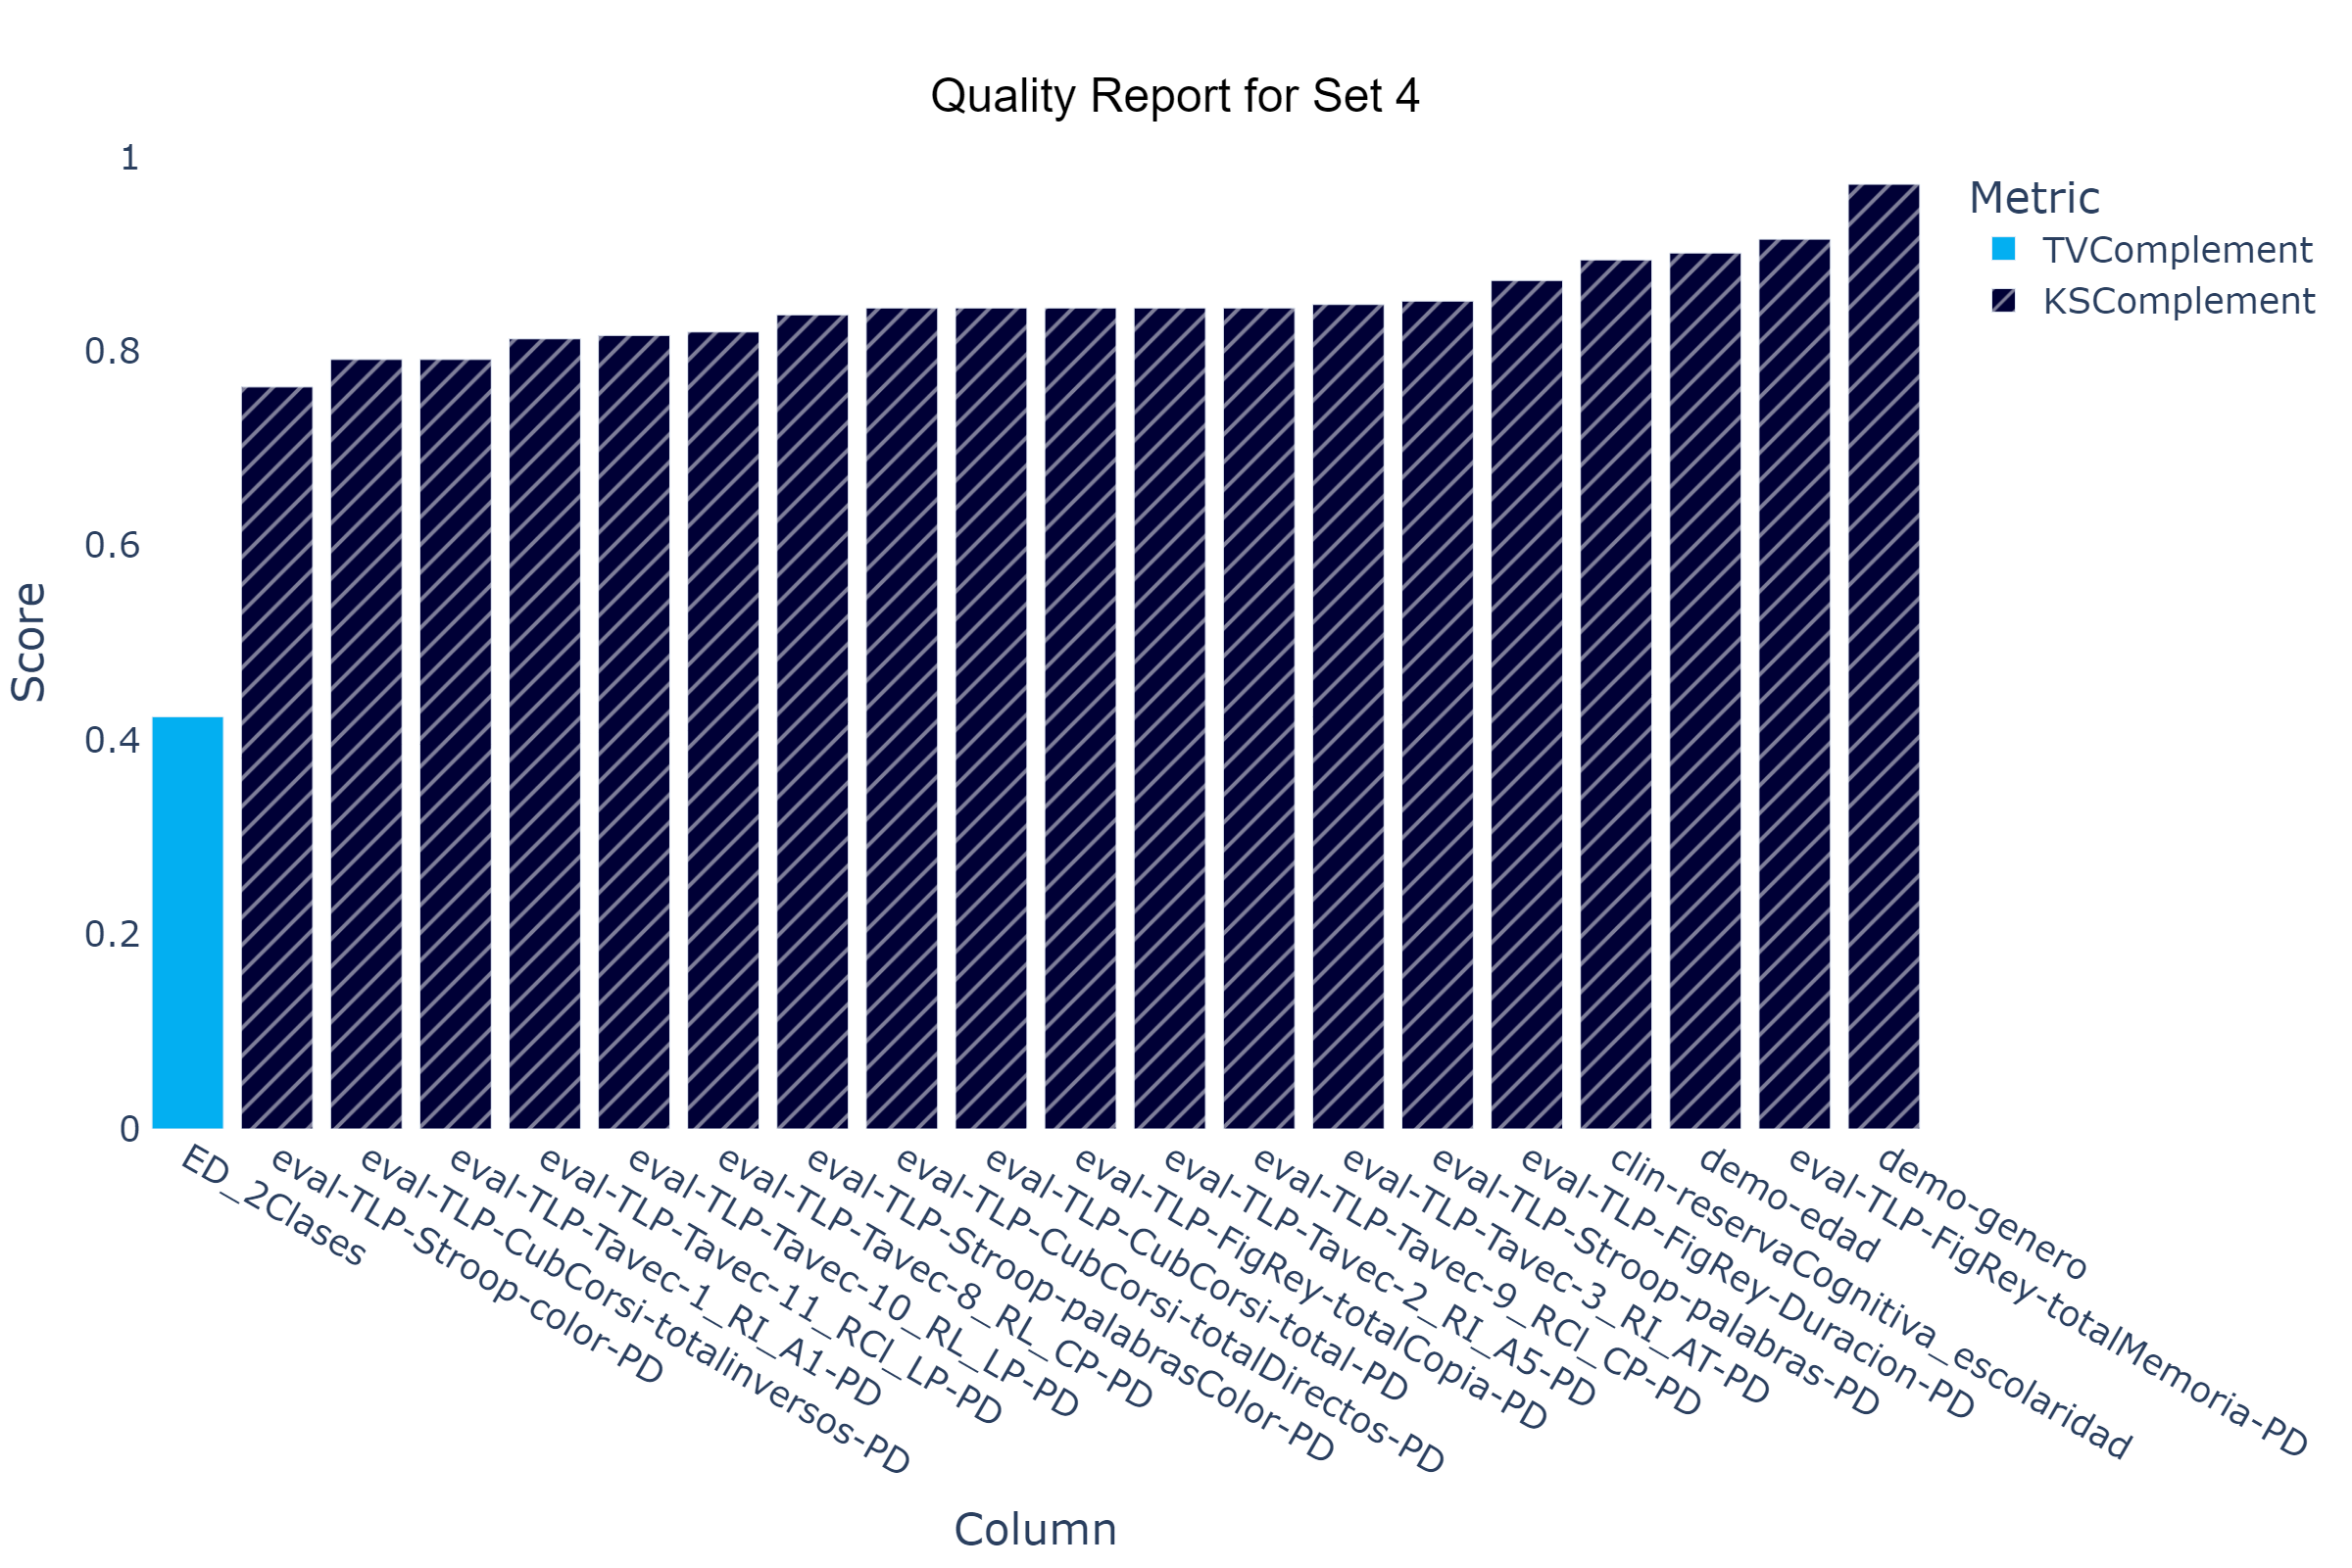 Quality Report for Set 4
1
0.8
0.6
0.4
0.2
0
Score
Metric
TVComplement
KSComplement
ED_2Clases
eval-TLP-Stroop-color-PD
eval-TLP-CubCorsi-totalinversos-PD
eval-TLP-Tavec-1_RI_A1-PD
eval-TLP-Tavec-11_RCl_LP-PD
eval-TLP-Tavec-10_RL_LP-PD
eval-TLP-Tavec-8_RL_CP-PD
eval-TLP-Stroop-palabrasColor-PD
eval-TLP-CubCorsi-totalDirectos-PD
eval-TLP-CubCorsi-total-PD
eval-TLP-FigRey-totalCopia-PD
eval-TLP-Tavec-2_RI_A5-PD
eval-TLP-Tavec-9_RCl_CP-PD
eval-TLP-Tavec-3_RI_AT-PD
eval-TLP-Stroop-palabras-PD
eval-TLP-FigRey-Duracion-PD
clin-reservaCognitiva_escolaridad
demo-edad
eval-TLP-FigRey-totalMemoria-PD
demo-genero
Column